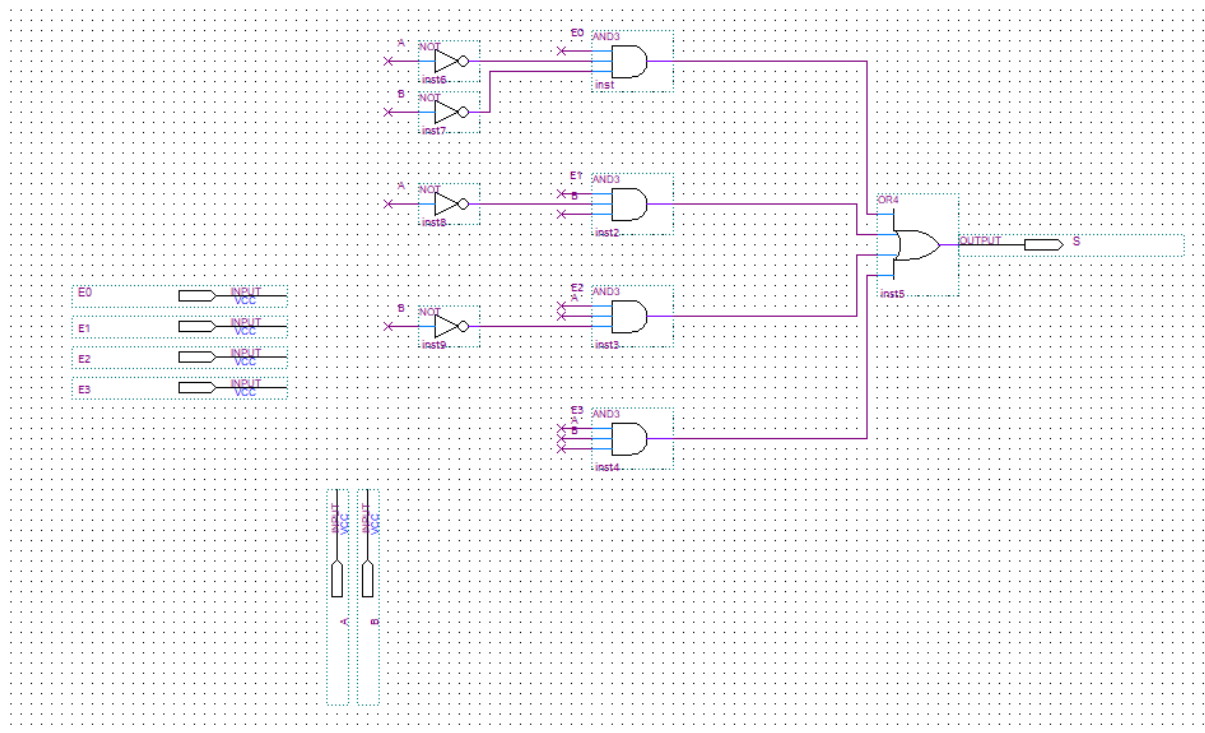 E0
AND3
A
NOT
inst6
inst
B
NOT
inst7
E1
AND3
A
NOT
B
inst8
inst2
OR4
OUTPUT
S
inst5
E0
INPUT
VCC
E1
INPUT
VCC
E2
INPUT
VCC
E3
INPUT
VCC
E2
AND3
A
B
NOT
inst9
inst3
E3
AND3
A
B
inst4
INPUT
VCC
A
INPUT
VCC
B